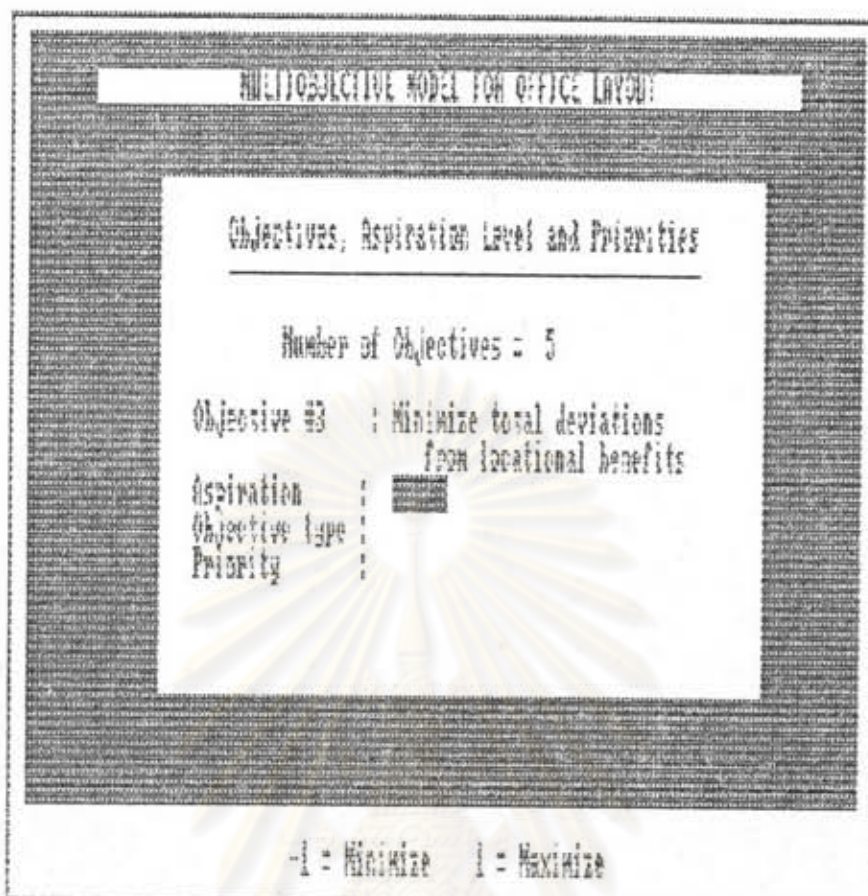 MULTIOBJECTIVE MODEL FOR OFFICE LAYOUT
Objectives, Aspiration Level and Priorities
Number of Objectives = 5
Objective #3 : Minimize total deviations
from locational benefits
Aspiration :
Objective type :
Priority :
-1 = Minimize 1 = Maximize